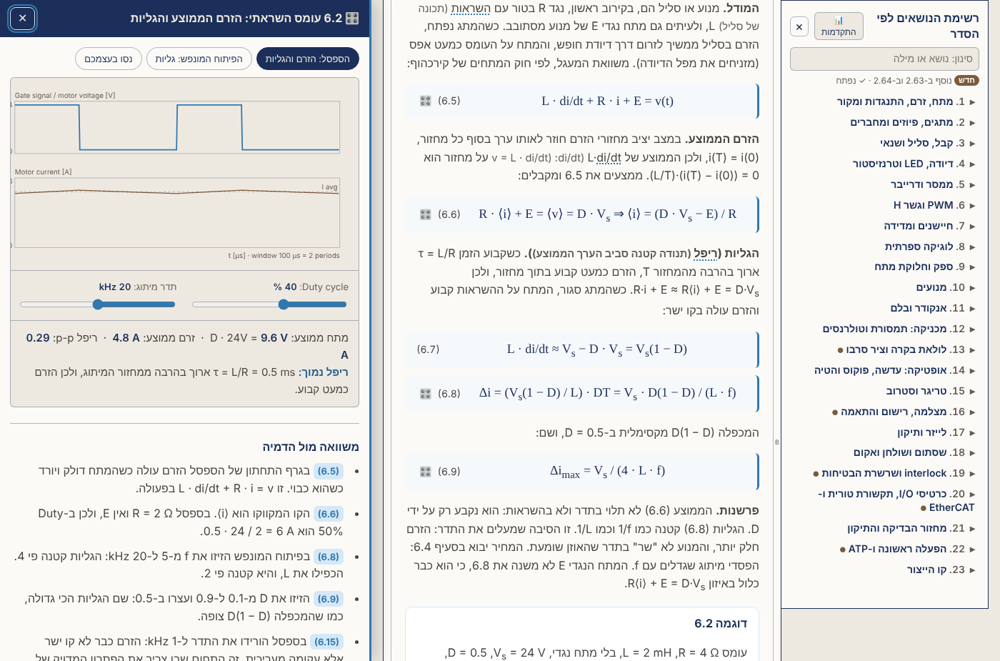 רשימת הנושאים לפי הסדר
📊 התקדמות
✕
סינון: נושא או מילה
חדש נוסף ב-2.63 וב-2.64 · ✓ נפתח
◂ 1. מתח, זרם, התנגדות ומקור
◂ 2. מתגים, פיוזים ומחברים
◂ 3. קבל, סליל ושנאי
◂ 4. דיודה, LED וטרנזיסטור
◂ 5. ממסר ודרייבר
◂ 6. PWM וגשר H
◂ 7. חיישנים ומדידה
◂ 8. לוגיקה ספרתית
◂ 9. ספק וחלוקת מתח
◂ 10. מנועים
◂ 11. אנקודר ובלם
◂ 12. מכניקה: תמסורת וטולרנסים
◂ 13. לולאת בקרה וציר סרבו ●
◂ 14. אופטיקה: עדשה, פוקוס והטיה
◂ 15. טריגר וסטרוב
◂ 16. מצלמה, רישום והתאמה ●
◂ 17. לייזר ותיקון
◂ 18. שסתום ושולחן ואקום
◂ 19. interlock ושרשרת הבטיחות ●
◂ 20. כרטיסי I/O, תקשורת טורית ו-EtherCAT ●
◂ 21. מחזור הבדיקה והתיקון
◂ 22. הפעלה ראשונה ו-ATP ●
◂ 23. קו הייצור
המודל. מנוע או סליל הם, בקירוב ראשון, נגד R בטור עם השראות (תכונה
של סליל) L, ולעיתים גם מתח נגדי E של מנוע מסתובב. כשהמתג נפתח,
הזרם בסליל ממשיך לזרום דרך דיודת חופש, והמתח על העומס כמעט אפס
(מזניחים את מפל הדיודה). משוואת המעגל, לפי חוק המתחים של קירכהוף:
L · di/dt + R · i + E = v(t) (6.5)
הזרם הממוצע. במצב יציב מחזורי הזרם חוזר לאותו ערך בסוף כל מחזור,
i(T) = i(0), ולכן הממוצע של L·di/dt (di/dt: v = L · di/dt) על מחזור הוא
(L/T)·(i(T) − i(0)) = 0. ממצעים את 6.5 ומקבלים:
R · ⟨i⟩ + E = ⟨v⟩ = D · Vs ⇒ ⟨i⟩ = (D · Vs − E) / R (6.6)
הגליות (ריפל (תנודה קטנה סביב הערך הממוצע)). כשקבוע הזמן τ = L/R
ארוך בהרבה מהמחזור T, הזרם כמעט קבוע בתוך מחזור, ולכן
R·i + E ≈ R⟨i⟩ + E = D·Vs. כשהמתג סגור, המתח על ההשראות קבוע
והזרם עולה בקו ישר:
L · di/dt ≈ Vs − D · Vs = Vs(1 − D) (6.7)
Δi = (Vs(1 − D) / L) · DT = Vs · D(1 − D) / (L · f) (6.8)
המכפלה D(1 − D) מקסימלית ב-D = 0.5, ושם:
Δimax = Vs / (4 · L · f) (6.9)
פרשנות. הממוצע (6.6) לא תלוי בתדר ולא בהשראות: הוא נקבע רק על ידי
D. הגליות (6.8) קטנה כמו 1/f וכמו 1/L. זו הסיבה שמעלים את התדר: הזרם
חלק יותר, והמנוע לא "שר" בתדר שהאוזן שומעת. המחיר יבוא בסעיף 6.4:
הפסדי מיתוג שגדלים עם f. המתח הנגדי E לא משנה את 6.8, כי הוא כבר
כלול באיזון R⟨i⟩ + E = D·Vs.
דוגמה 6.2
עומס R = 4 Ω, L = 2 mH, בלי מתח נגדי, Vs = 24 V, D = 0.5,
🎛️ 6.2 עומס השראתי: הזרם הממוצע והגליות
✕
הספסל: הזרם והגליות
הפיתוח המונפש: גליות
נסו בעצמכם
Gate signal / motor voltage [V]
Motor current [A]
I avg
t [µs] · window 100 µs = 2 periods
Duty cycle: 40 %
תדר מיתוג: 20 kHz
מתח ממוצע: D · 24V = 9.6 V · זרם ממוצע: 4.8 A · ריפל p-p: 0.29
A
ריפל נמוך: τ = L/R = 0.5 ms ארוך בהרבה ממחזור המיתוג, ולכן הזרם
כמעט קבוע.
משוואה מול הדמיה
(6.5) בגרף התחתון של הספסל הזרם עולה כשהמתח דולק ויורד
כשהוא כבוי. זו L · di/dt + R · i = v בפעולה.
(6.6) הקו המקווקו הוא ⟨i⟩. בספסל R = 2 Ω ואין E, ולכן ב-Duty
50% הוא 0.5 · 24 / 2 = 6 A.
(6.8) בפיתוח המונפש הזיזו את f מ-5 ל-20 kHz: הגליות קטנה פי 4.
הכפילו את L, והיא קטנה פי 2.
(6.9) הזיזו את D מ-0.1 ל-0.9 ועצרו ב-0.5: שם הגליות הכי גדולה,
כמו שהמכפלה D(1 − D) צופה.
(6.15) בספסל הורידו את התדר ל-1 kHz: הזרם כבר לא קו ישר